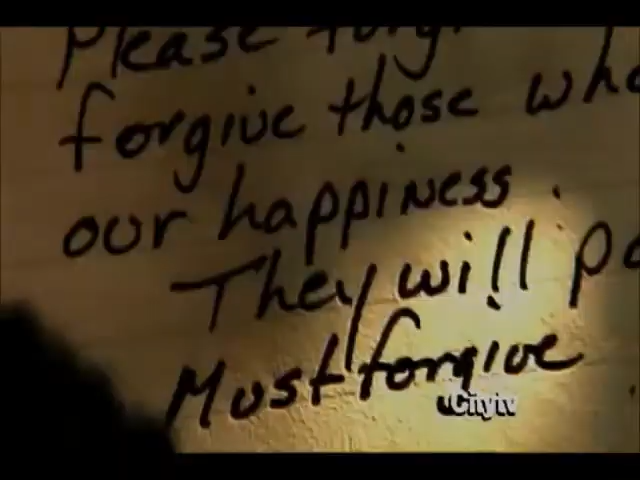 Please
forgive those
our happiness.
They will
Must forgive
Citytv